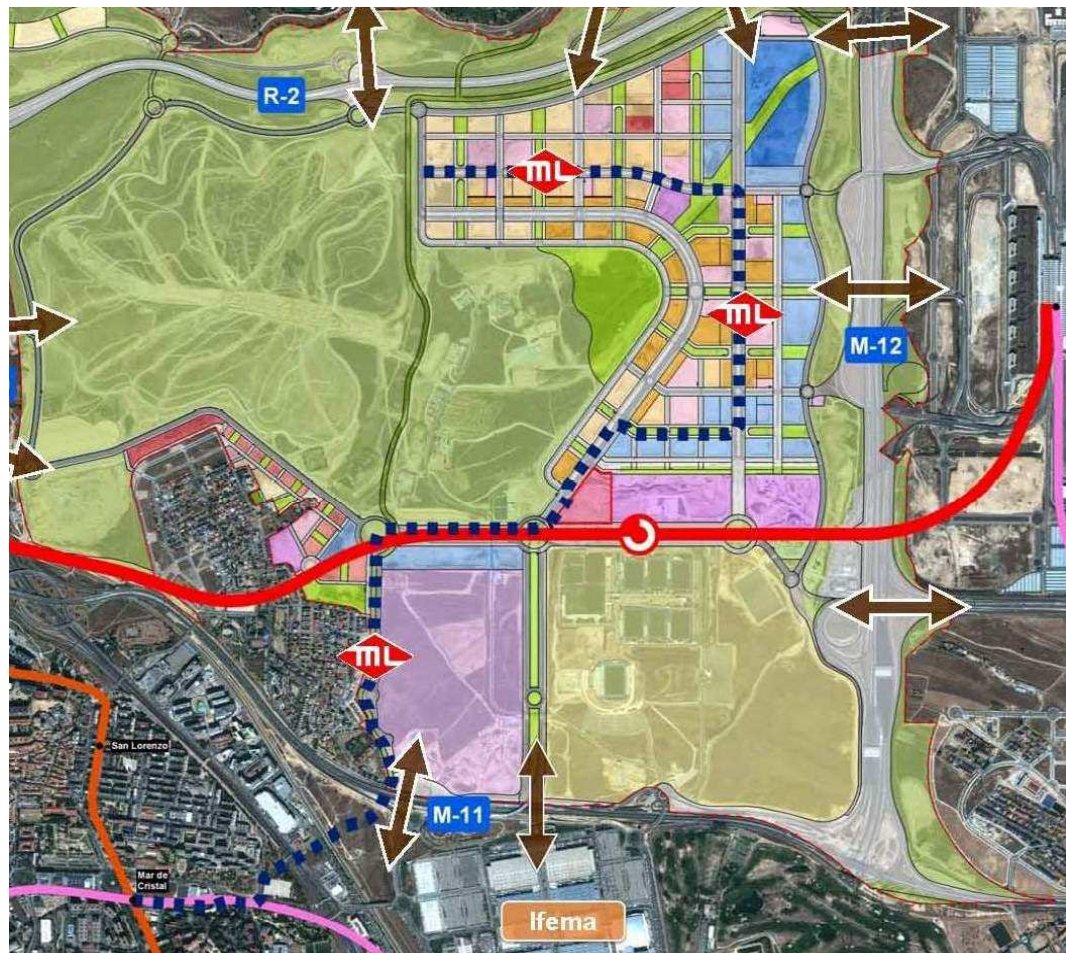 R-2
ML
ML
M-12
ML
San Lorenzo
M-11
Mar de
Cristal
Ifema